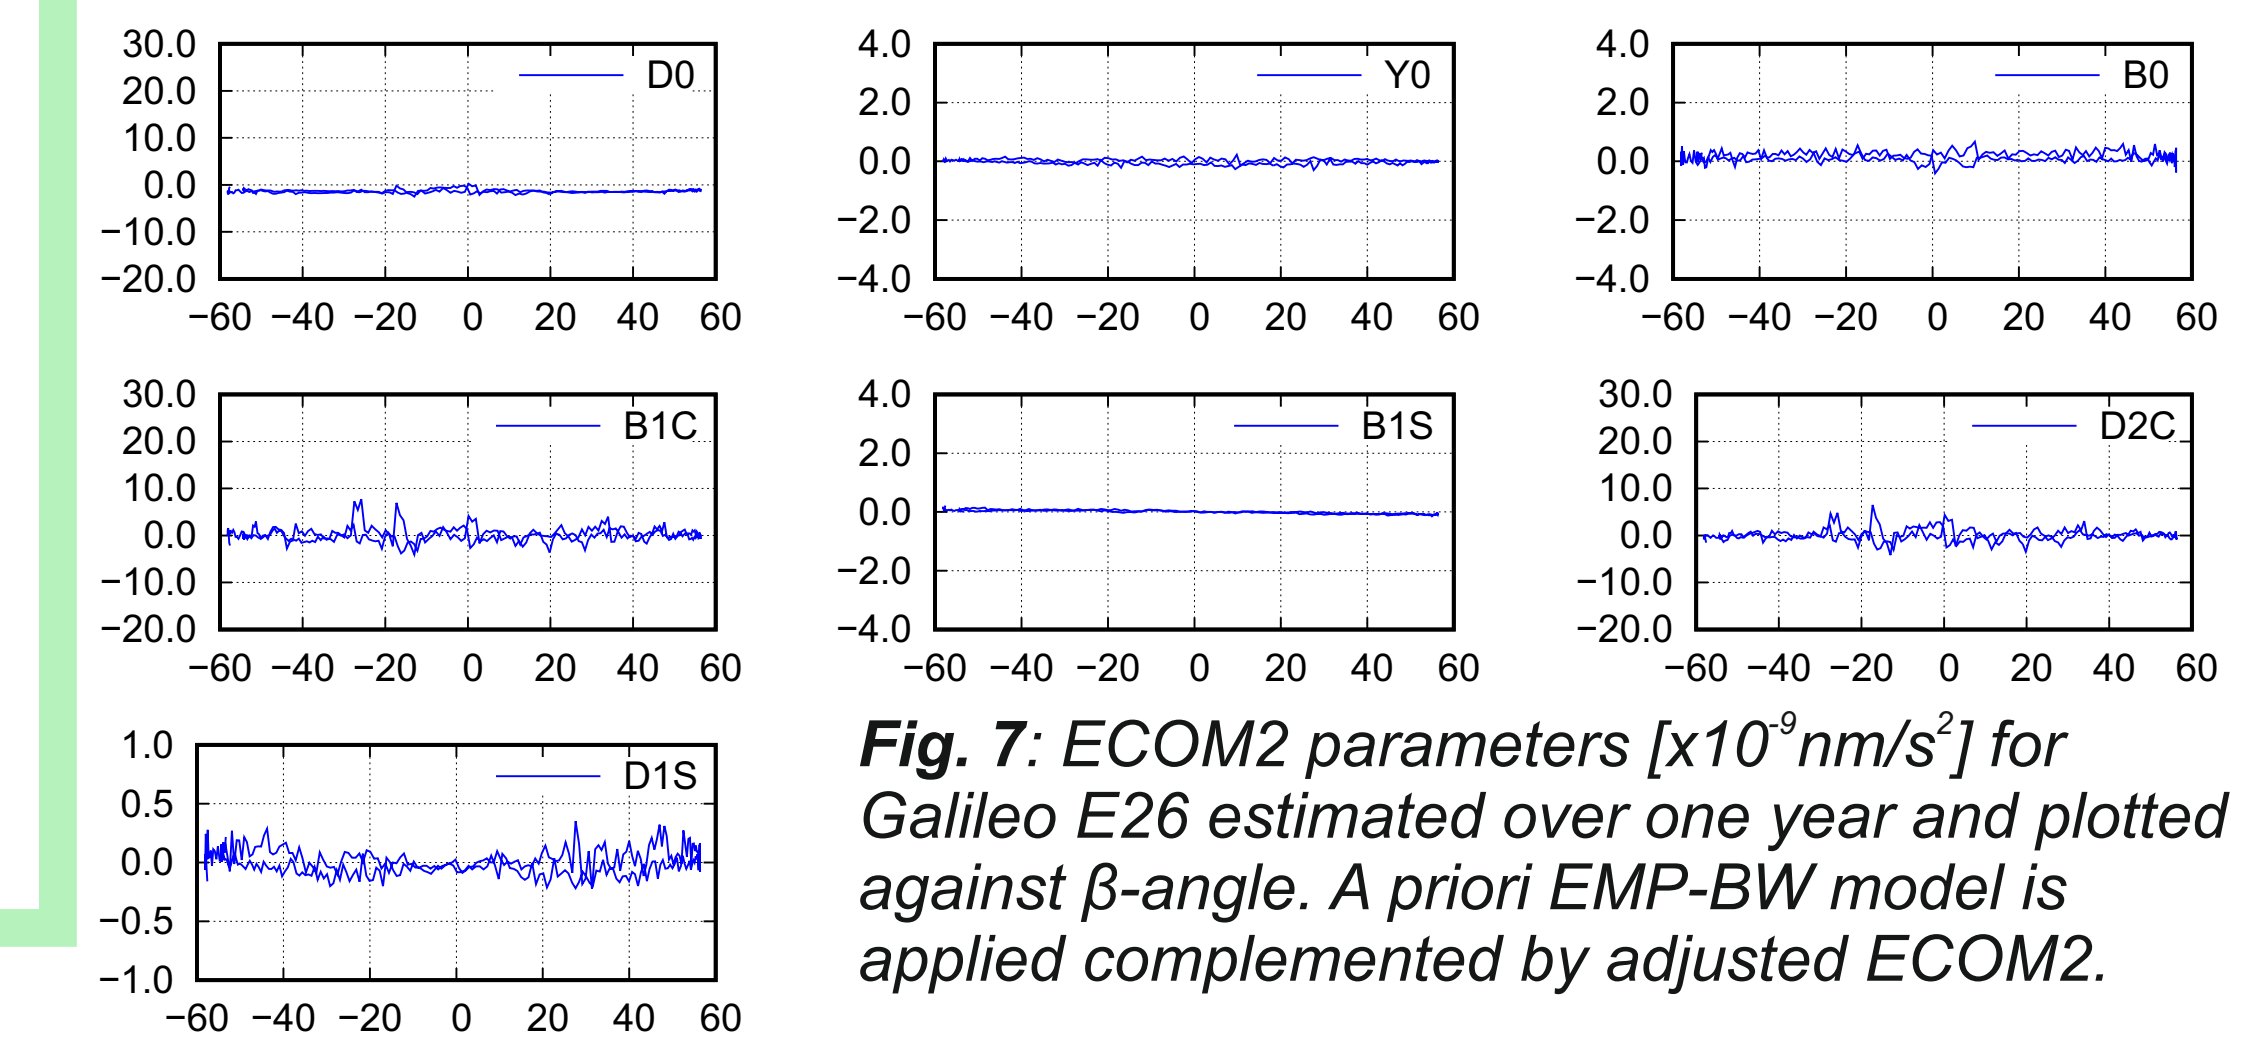 30.0
20.0
10.0
0.0
−10.0
−20.0
−60 −40 −20 0 20 40 60
D0
4.0
2.0
0.0
−2.0
−4.0
−60 −40 −20 0 20 40 60
Y0
4.0
2.0
0.0
−2.0
−4.0
−60 −40 −20 0 20 40 60
B0
30.0
20.0
10.0
0.0
−10.0
−20.0
−60 −40 −20 0 20 40 60
B1C
4.0
2.0
0.0
−2.0
−4.0
−60 −40 −20 0 20 40 60
B1S
30.0
20.0
10.0
0.0
−10.0
−20.0
−60 −40 −20 0 20 40 60
D2C
1.0
0.5
0.0
−0.5
−1.0
−60 −40 −20 0 20 40 60
D1S
Fig. 7: ECOM2 parameters [x10⁻⁹nm/s²] for
Galileo E26 estimated over one year and plotted
against β-angle. A priori EMP-BW model is
applied complemented by adjusted ECOM2.